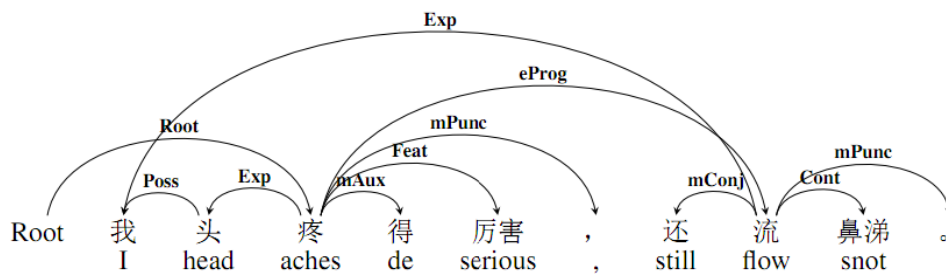 Exp
eProg
Root mPunc
Feat mPunc
Poss Exp mAux mConj Cont
Root 我 头 疼 得 厉害 , 还 流 鼻涕 。
I head aches de serious , still flow snot